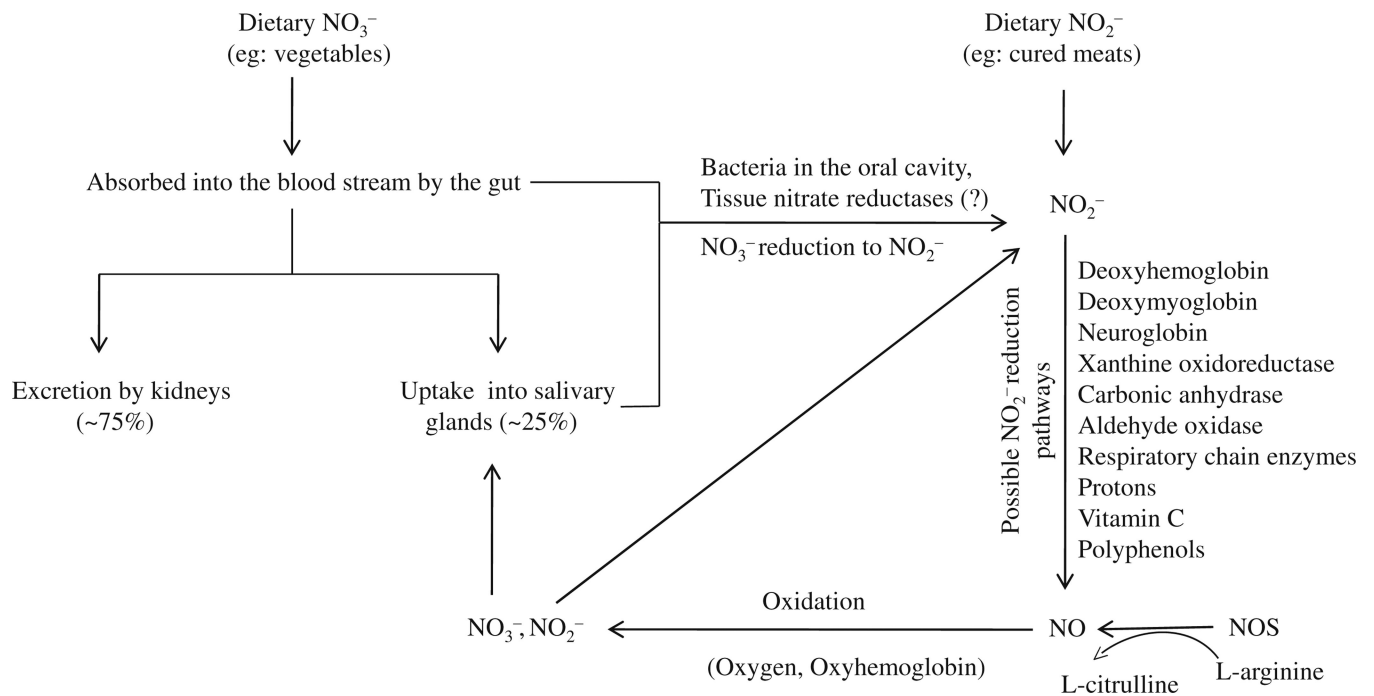 Dietary NO₃⁻
(eg: vegetables)
Dietary NO₂⁻
(eg: cured meats)
Absorbed into the blood stream by the gut
Bacteria in the oral cavity,
Tissue nitrate reductases (?)
NO₃⁻ reduction to NO₂⁻
NO₂⁻
Excretion by kidneys
(~75%)
Uptake into salivary
glands (~25%)
Possible NO₂⁻ reduction
pathways
Deoxyhemoglobin
Deoxymyoglobin
Neuroglobin
Xanthine oxidoreductase
Carbonic anhydrase
Aldehyde oxidase
Respiratory chain enzymes
Protons
Vitamin C
Polyphenols
NO₃⁻, NO₂⁻
Oxidation
(Oxygen, Oxyhemoglobin)
NO
NOS
L-arginine
L-citrulline